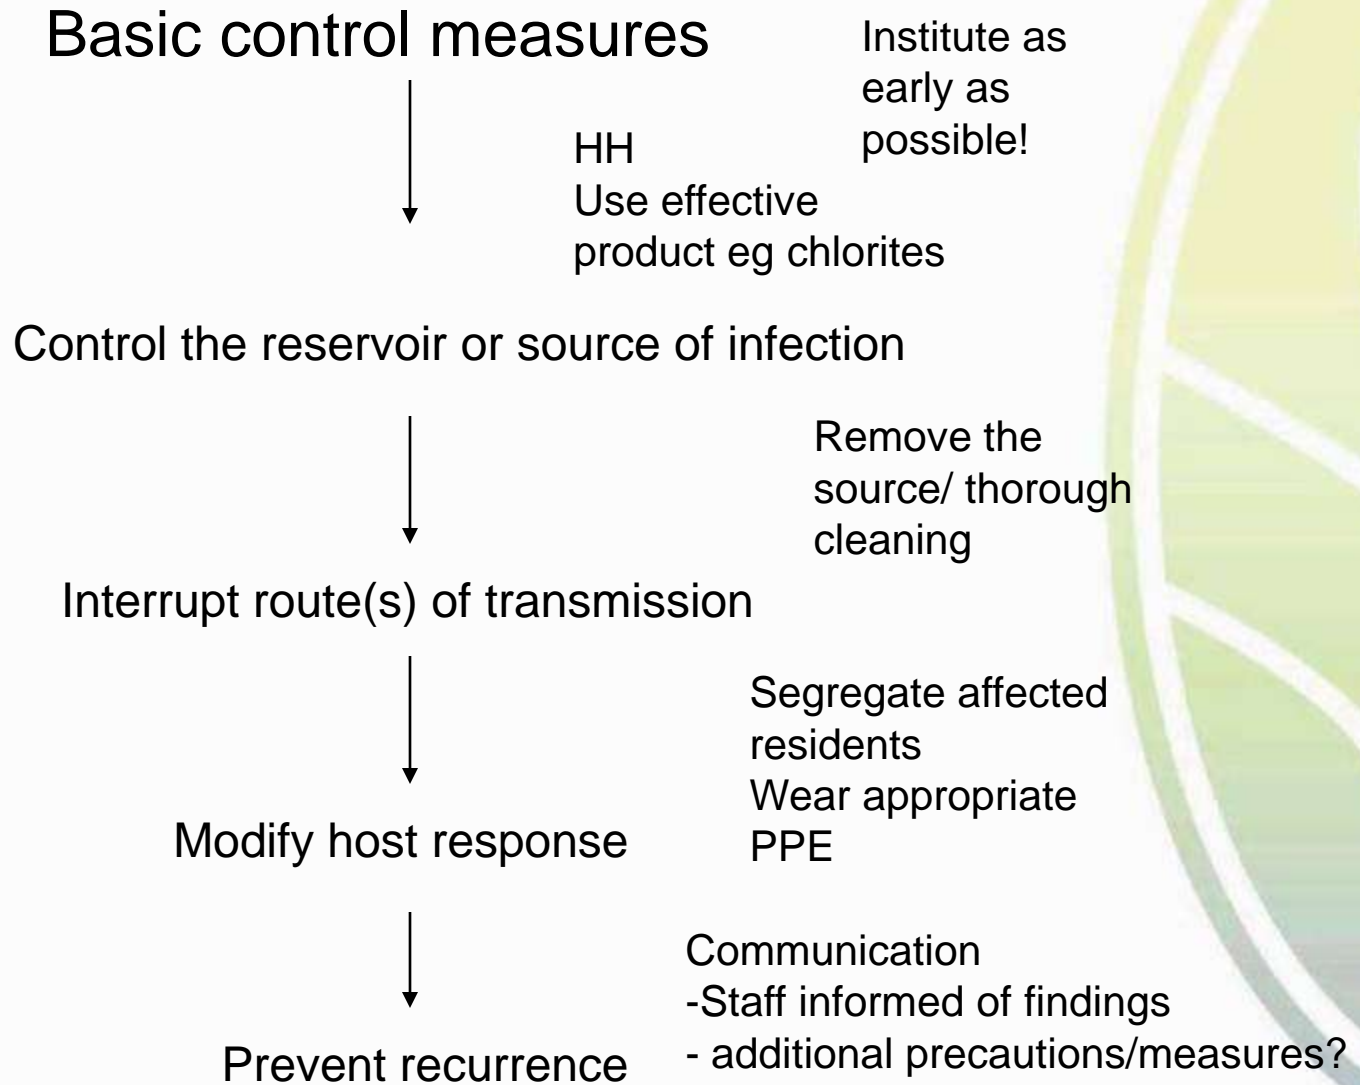 Basic control measures
Institute as
early as
possible!
HH
Use effective
product eg chlorites
Control the reservoir or source of infection
Remove the
source/ thorough
cleaning
Interrupt route(s) of transmission
Segregate affected
residents
Wear appropriate
PPE
Modify host response
Communication
-Staff informed of findings
- additional precautions/measures?
Prevent recurrence